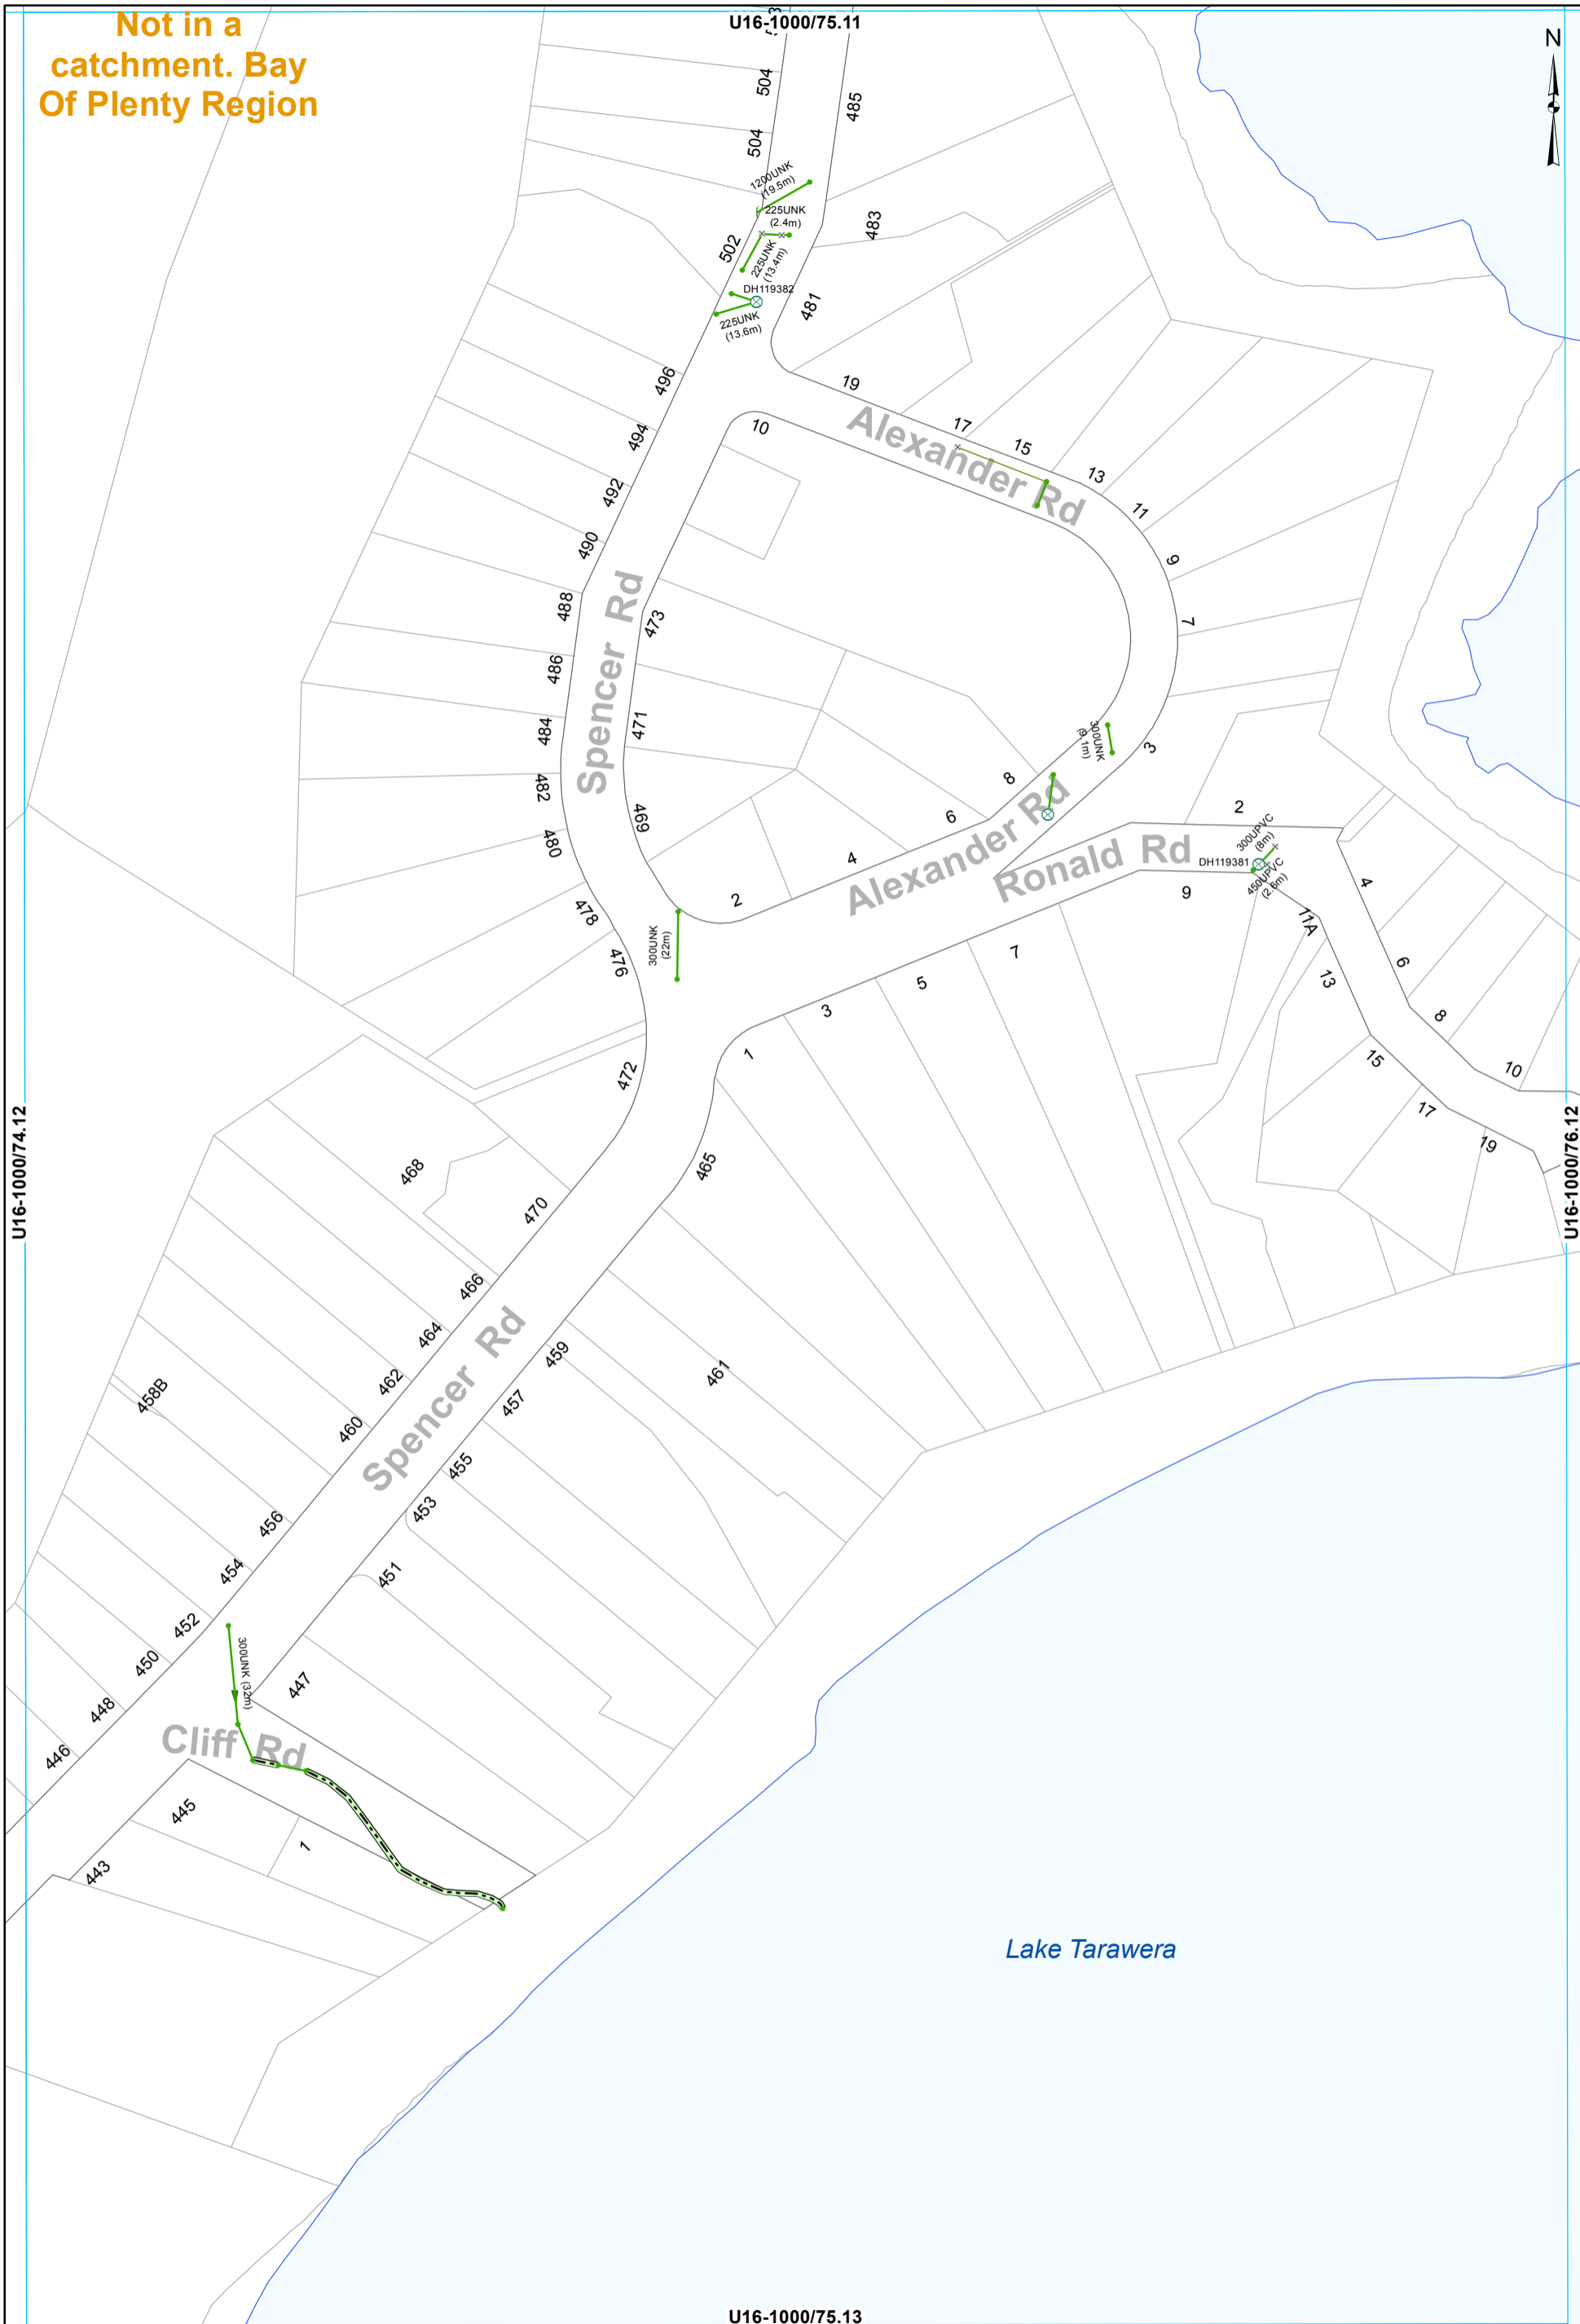 Not in a
catchment. Bay
Of Plenty Region
U16-1000/75.11
N
504
485
504
1200UNK
(19.5m)
225UNK
(2.4m)
502
225UNK
(13.4m)
483
DH119382
481
225UNK
(13.6m)
496
19
10
17
Alexander Rd
15
13
494
11
492
490
9
488
Spencer Rd
473
7
486
484
471
300UNK
(9.1m)
3
482
8
469
480
6
4
Alexander Rd
2
Ronald Rd
300UPVC
(8m)
DH119381
450UPVC
(2.6m)
2
9
4
11A
478
476
300UNK
(22m)
7
6
13
5
3
8
1
15
10
472
17
19
U16-1000/74.12
U16-1000/76.12
468
465
470
466
464
459
461
462
458B
Spencer Rd
457
460
455
453
456
451
454
452
450
300UNK (32m)
447
448
446
Cliff Rd
445
1
443
Lake Tarawera
U16-1000/75.13